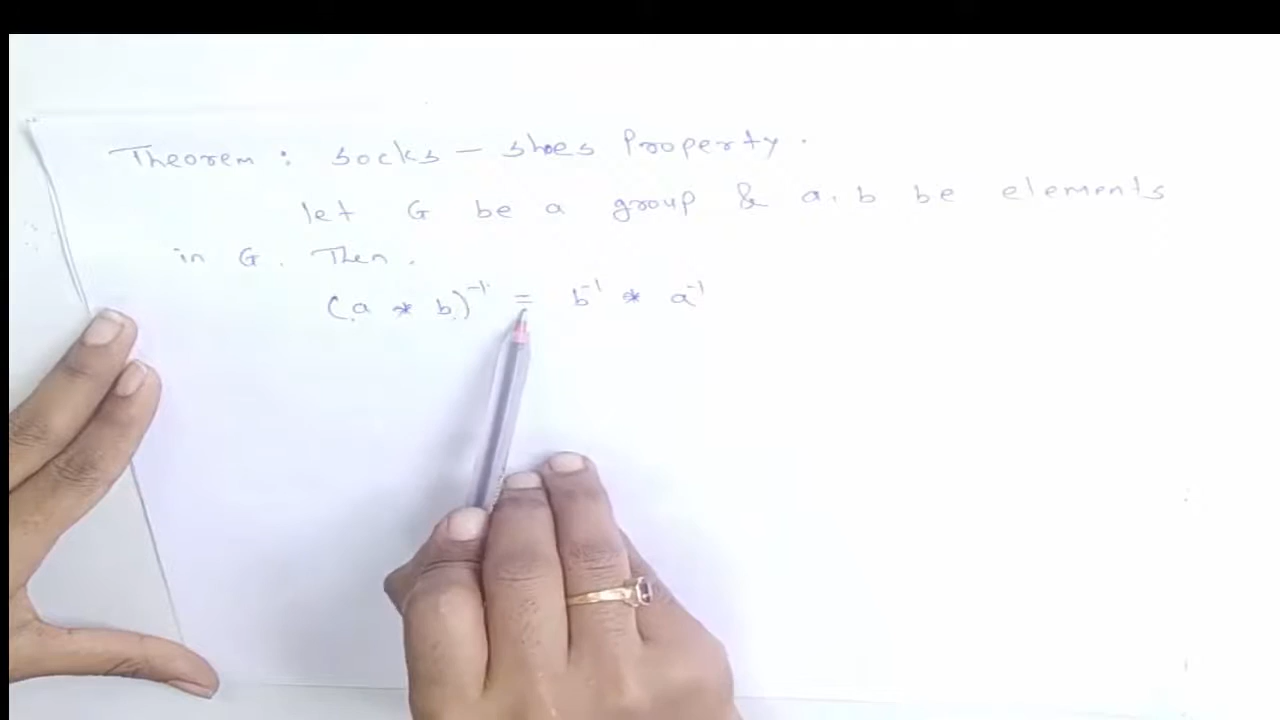 Theorem : Socks - Shoes Property.
let G be a group & a, b be elements
in G. Then.
(a * b)⁻¹ = b⁻¹ * a⁻¹